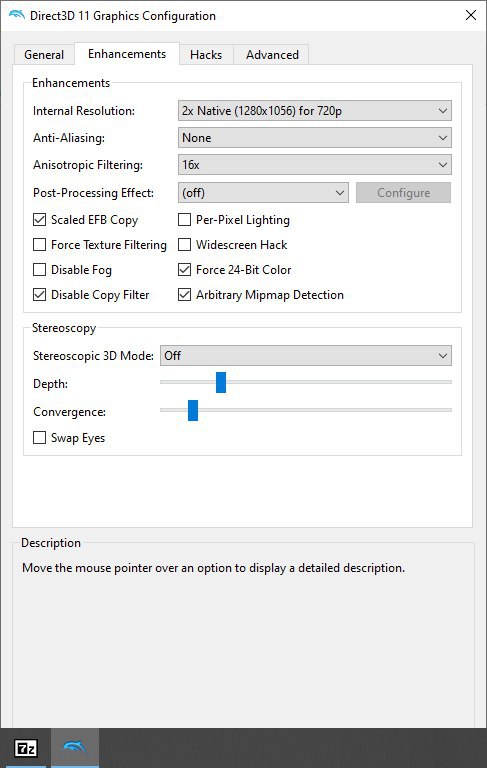 Direct3D 11 Graphics Configuration
General Enhancements Hacks Advanced
Enhancements
Internal Resolution: 2x Native (1280x1056) for 720p
Anti-Aliasing: None
Anisotropic Filtering: 16x
Post-Processing Effect: (off) Configure
Scaled EFB Copy Per-Pixel Lighting
Force Texture Filtering Widescreen Hack
Disable Fog Force 24-Bit Color
Disable Copy Filter Arbitrary Mipmap Detection
Stereoscopy
Stereoscopic 3D Mode: Off
Depth:
Convergence:
Swap Eyes
Description
Move the mouse pointer over an option to display a detailed description.
7z